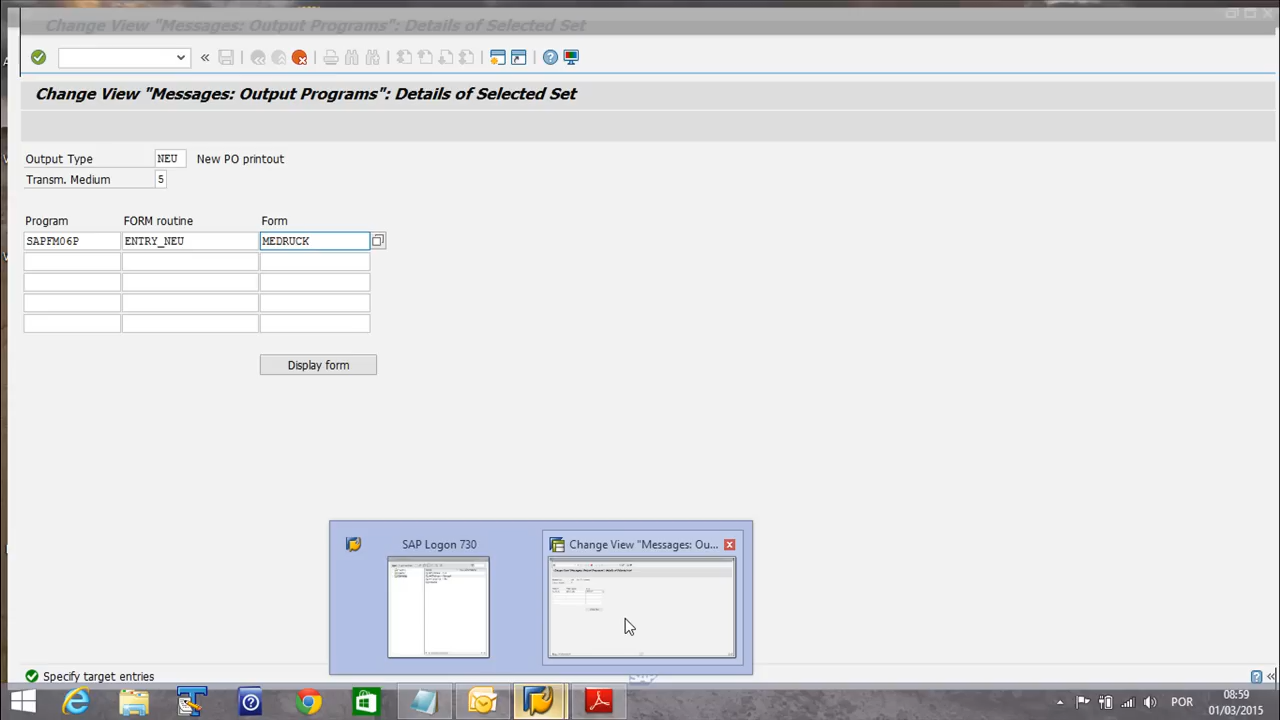 Change View "Messages: Output Programs": Details of Selected Set
Change View "Messages: Output Programs": Details of Selected Set
Output Type NEU New PO printout
Transm. Medium 5
Program FORM routine Form
SAPFM06P ENTRY_NEU MEDRUCK
Display form
SAP Logon 730
Change View "Messages: Ou...
Specify target entries
POR
08:59
01/03/2015